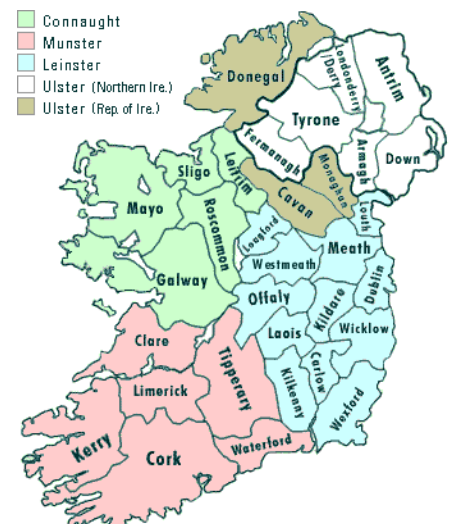 Connaught
Munster
Leinster
Ulster (Northern Ire.)
Ulster (Rep. of Ire.)
Donegal
Londonderry
/Derry
Antrim
Tyrone
Fermanagh
Armagh
Down
Monaghan
Cavan
Sligo
Leitrim
Mayo
Roscommon
Galway
Longford
Louth
Meath
Westmeath
Dublin
Offaly
Kildare
Laois
Wicklow
Carlow
Kilkenny
Wexford
Clare
Tipperary
Limerick
Kerry
Cork
Waterford